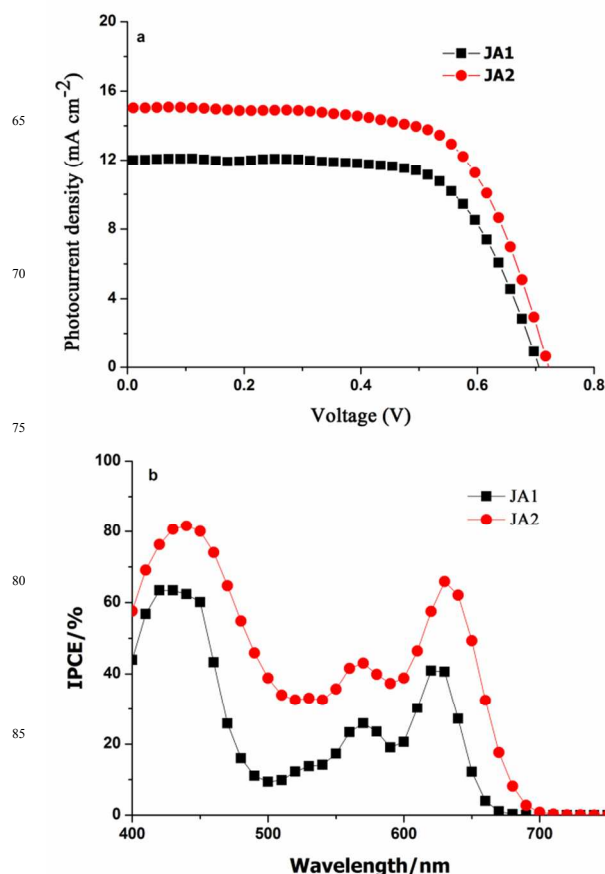 a
JA1
JA2
Photocurrent density (mA cm⁻²)
20
16
12
8
4
0
0.0 0.2 0.4 0.6 0.8
Voltage (V)
65
70
75
80
85
b
JA1
JA2
IPCE/%
100
80
60
40
20
0
400 500 600 700
Wavelength/nm